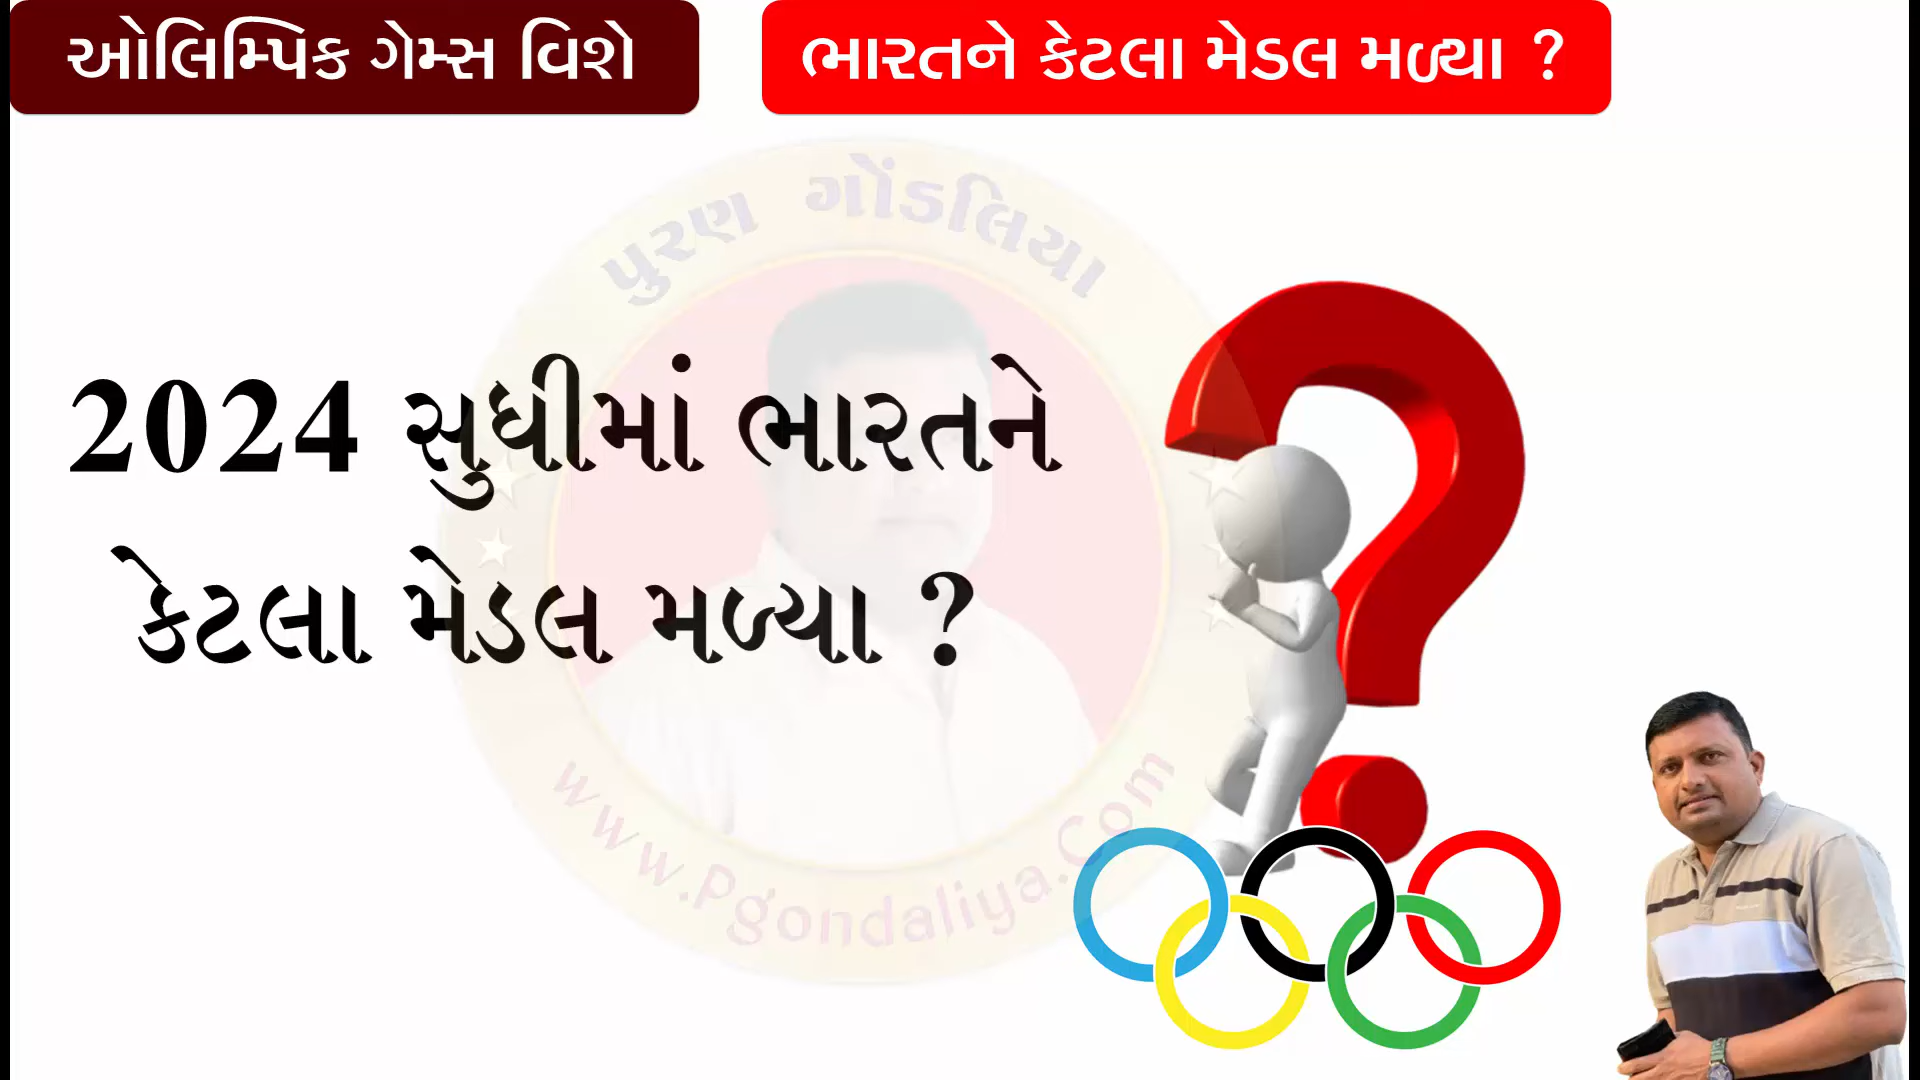 ઓલિમ્પિક ગેમ્સ વિશે
ભારતને કેટલા મેડલ મળ્યા ?
પુરણ ગોંડલિયા
2024 સુધીમાં ભારતને
કેટલા મેડલ મળ્યા ?
www.Pgondaliya.Com